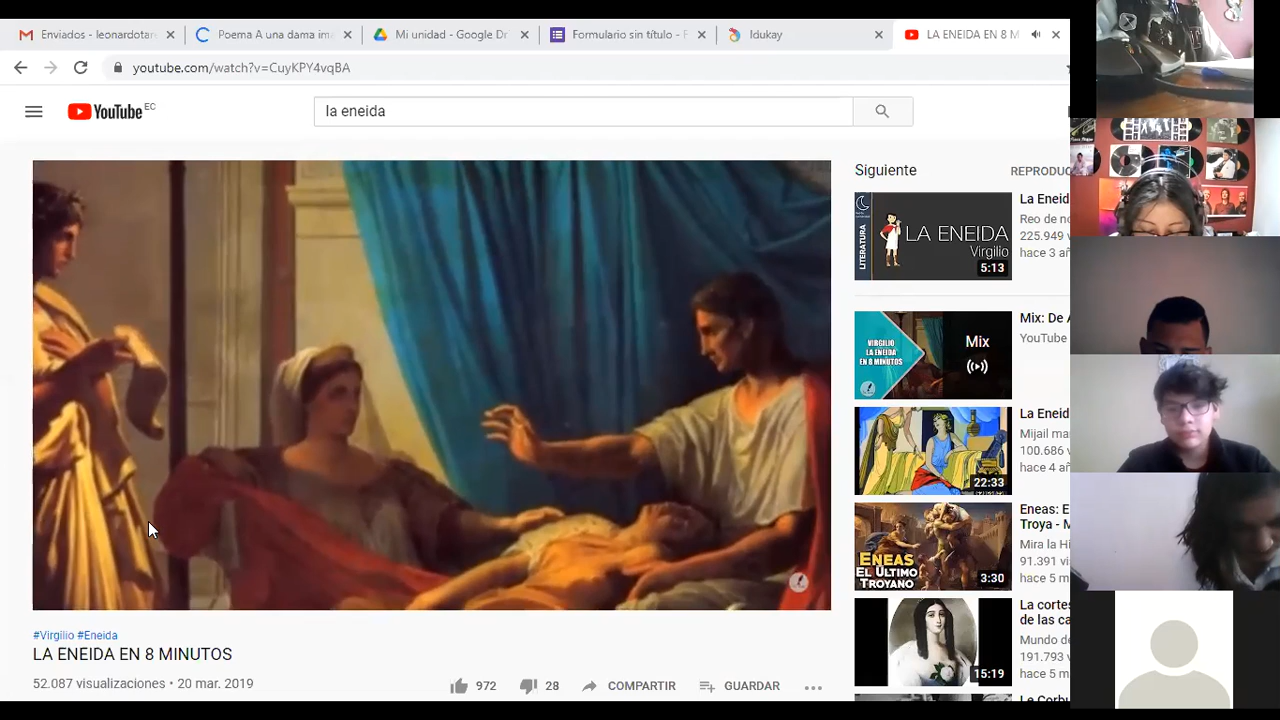 Enviados - leonardotar
Poema A una dama im
Mi unidad - Google Dr
Formulario sin título - F
Idukay
LA ENEIDA EN 8 M
youtube.com/watch?v=CuyKPY4vqBA
YouTube EC
la eneida
Siguiente
REPRODUC
LITERATURA
LA ENEIDA
Virgilio
5:13
La Eneid
Reo de no
225.949 v
hace 3 añ
VIRGILIO
LA ENEIDA
EN 8 MINUTOS
Mix
Mix: De A
YouTube
22:33
La Eneid
Mijail ma
100.686 v
hace 4 añ
ENEAS
EL ÚLTIMO
TROYANO
3:30
Eneas: E
Troya - M
Mira la Hi
91.391 vi
hace 5 m
15:19
La cortes
de las ca
Mundo de
191.793 v
hace 5 m
#Virgilio #Eneida
LA ENEIDA EN 8 MINUTOS
52.087 visualizaciones • 20 mar. 2019
972
28
COMPARTIR
GUARDAR